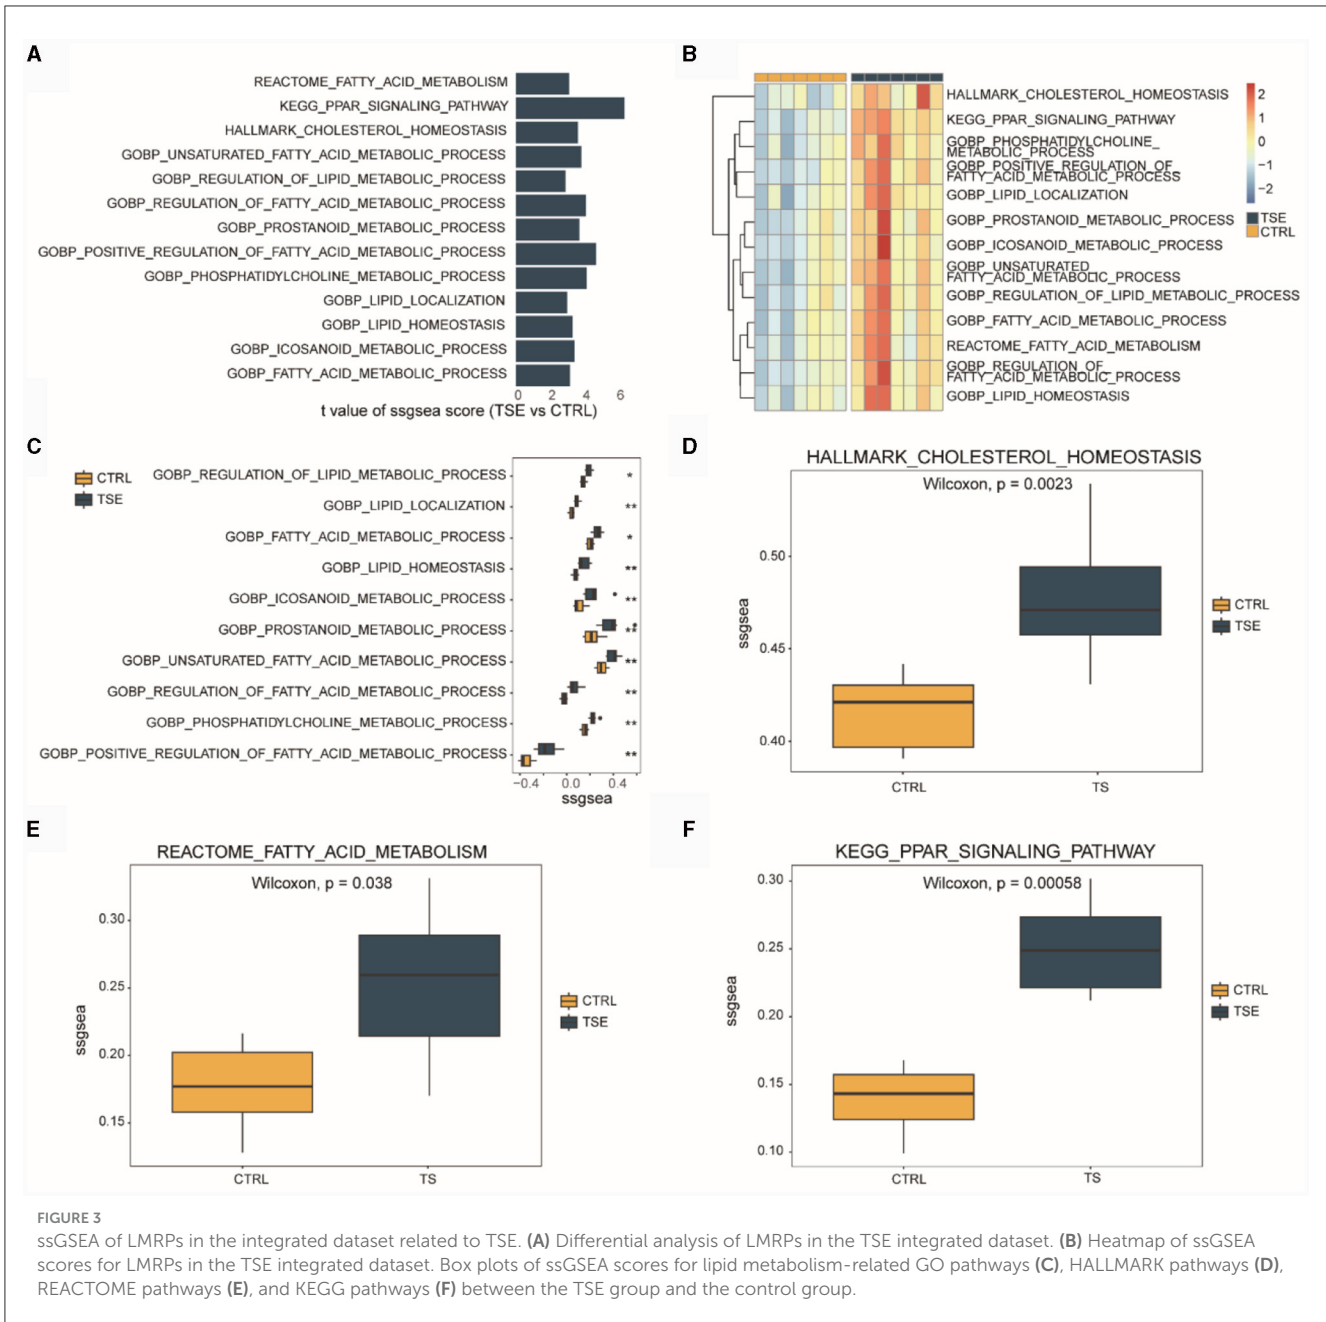 A
REACTOME_FATTY_ACID_METABOLISM
KEGG_PPAR_SIGNALING_PATHWAY
HALLMARK_CHOLESTEROL_HOMEOSTASIS
GOBP_UNSATURATED_FATTY_ACID_METABOLIC_PROCESS
GOBP_REGULATION_OF_LIPID_METABOLIC_PROCESS
GOBP_REGULATION_OF_FATTY_ACID_METABOLIC_PROCESS
GOBP_PROSTANOID_METABOLIC_PROCESS
GOBP_POSITIVE_REGULATION_OF_FATTY_ACID_METABOLIC_PROCESS
GOBP_PHOSPHATIDYLCHOLINE_METABOLIC_PROCESS
GOBP_LIPID_LOCALIZATION
GOBP_LIPID_HOMEOSTASIS
GOBP_ICOSANOID_METABOLIC_PROCESS
GOBP_FATTY_ACID_METABOLIC_PROCESS
0 2 4 6
t value of ssgsea score (TSE vs CTRL)
B
HALLMARK_CHOLESTEROL_HOMEOSTASIS
KEGG_PPAR_SIGNALING_PATHWAY
GOBP_PHOSPHATIDYLCHOLINE_
METABOLIC_PROCESS
GOBP_POSITIVE_REGULATION_OF_
FATTY_ACID_METABOLIC_PROCESS
GOBP_LIPID_LOCALIZATION
GOBP_PROSTANOID_METABOLIC_PROCESS
GOBP_ICOSANOID_METABOLIC_PROCESS
GOBP_UNSATURATED_
FATTY_ACID_METABOLIC_PROCESS
GOBP_REGULATION_OF_LIPID_METABOLIC_PROCESS
GOBP_FATTY_ACID_METABOLIC_PROCESS
REACTOME_FATTY_ACID_METABOLISM
GOBP_REGULATION_OF_
FATTY_ACID_METABOLIC_PROCESS
GOBP_LIPID_HOMEOSTASIS
2
1
0
−1
−2
TSE
CTRL
C
CTRL
TSE
GOBP_REGULATION_OF_LIPID_METABOLIC_PROCESS *
GOBP_LIPID_LOCALIZATION **
GOBP_FATTY_ACID_METABOLIC_PROCESS *
GOBP_LIPID_HOMEOSTASIS **
GOBP_ICOSANOID_METABOLIC_PROCESS **
GOBP_PROSTANOID_METABOLIC_PROCESS **
GOBP_UNSATURATED_FATTY_ACID_METABOLIC_PROCESS **
GOBP_REGULATION_OF_FATTY_ACID_METABOLIC_PROCESS **
GOBP_PHOSPHATIDYLCHOLINE_METABOLIC_PROCESS **
GOBP_POSITIVE_REGULATION_OF_FATTY_ACID_METABOLIC_PROCESS **
−0.4 0.0 0.4
ssgsea
D
HALLMARK_CHOLESTEROL_HOMEOSTASIS
Wilcoxon, p = 0.0023
0.50
0.45
0.40
ssgsea
CTRL TS
CTRL
TSE
E
REACTOME_FATTY_ACID_METABOLISM
Wilcoxon, p = 0.038
0.30
0.25
0.20
0.15
ssgsea
CTRL TS
CTRL
TSE
F
KEGG_PPAR_SIGNALING_PATHWAY
Wilcoxon, p = 0.00058
0.30
0.25
0.20
0.15
0.10
ssgsea
CTRL TS
CTRL
TSE
FIGURE 3
ssGSEA of LMRPs in the integrated dataset related to TSE. (A) Differential analysis of LMRPs in the TSE integrated dataset. (B) Heatmap of ssGSEA
scores for LMRPs in the TSE integrated dataset. Box plots of ssGSEA scores for lipid metabolism-related GO pathways (C), HALLMARK pathways (D),
REACTOME pathways (E), and KEGG pathways (F) between the TSE group and the control group.